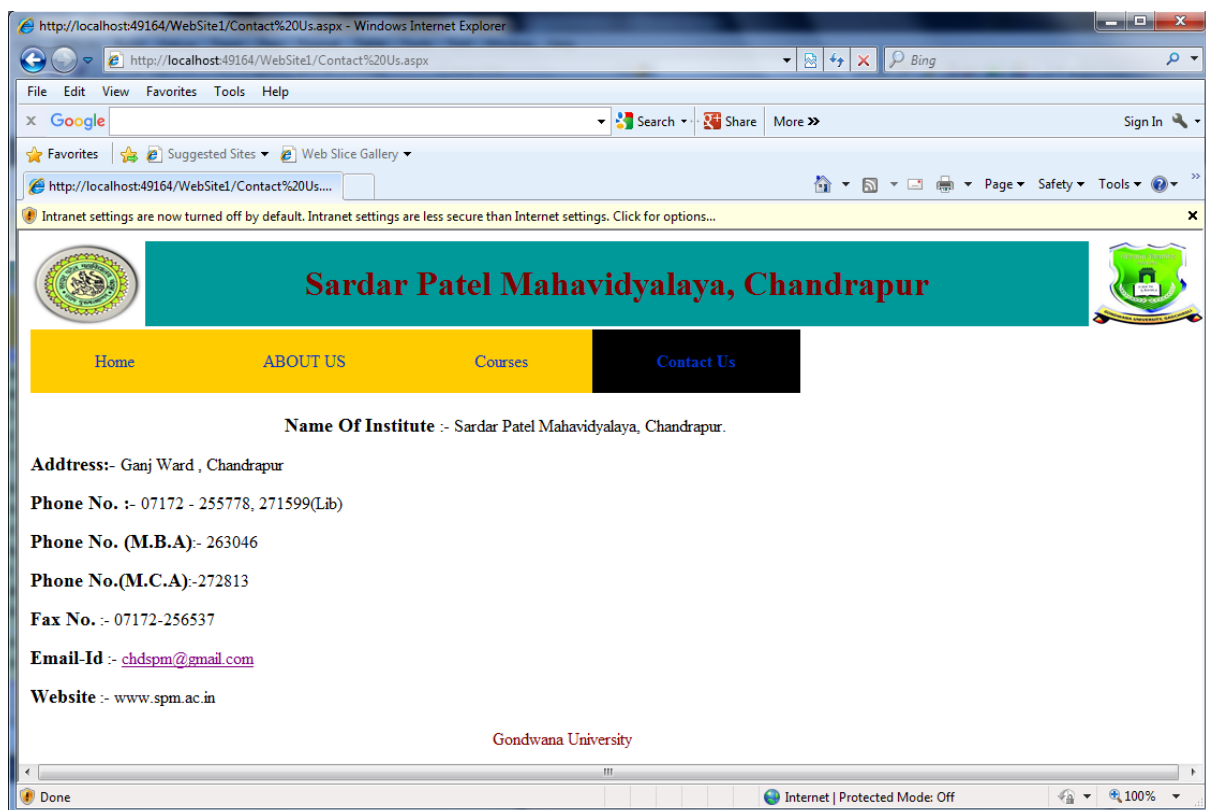 http://localhost:49164/WebSite1/Contact%20Us.aspx - Windows Internet Explorer
http://localhost:49164/WebSite1/Contact%20Us.aspx
Bing
File Edit View Favorites Tools Help
x Google Search Share More >> Sign In
Favorites Suggested Sites Web Slice Gallery
http://localhost:49164/WebSite1/Contact%20Us.... Page Safety Tools
Intranet settings are now turned off by default. Intranet settings are less secure than Internet settings. Click for options...
Sardar Patel Mahavidyalaya, Chandrapur
Home ABOUT US Courses Contact Us
Name Of Institute :- Sardar Patel Mahavidyalaya, Chandrapur.
Addtress:- Ganj Ward , Chandrapur
Phone No. :- 07172 - 255778, 271599(Lib)
Phone No. (M.B.A):- 263046
Phone No.(M.C.A):-272813
Fax No. :- 07172-256537
Email-Id :- chdspm@gmail.com
Website :- www.spm.ac.in
Gondwana University
Done Internet | Protected Mode: Off 100%